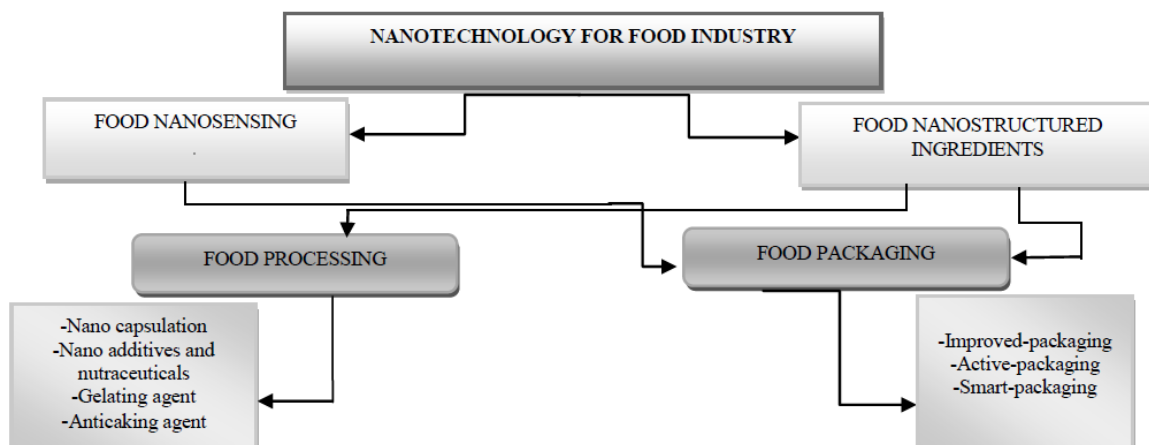 NANOTECHNOLOGY FOR FOOD INDUSTRY
FOOD NANOSENSING
.
FOOD NANOSTRUCTURED
INGREDIENTS
FOOD PROCESSING
FOOD PACKAGING
-Nano capsulation
-Nano additives and
nutraceuticals
-Gelating agent
-Anticaking agent
-Improved-packaging
-Active-packaging
-Smart-packaging